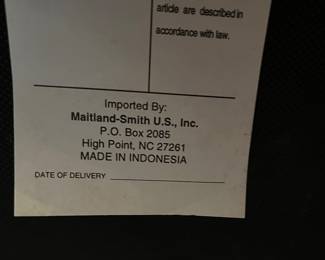 article are described in
accordance with law.
Imported By:
Maitland-Smith U.S., Inc.
P.O. Box 2085
High Point, NC 27261
MADE IN INDONESIA
DATE OF DELIVERY